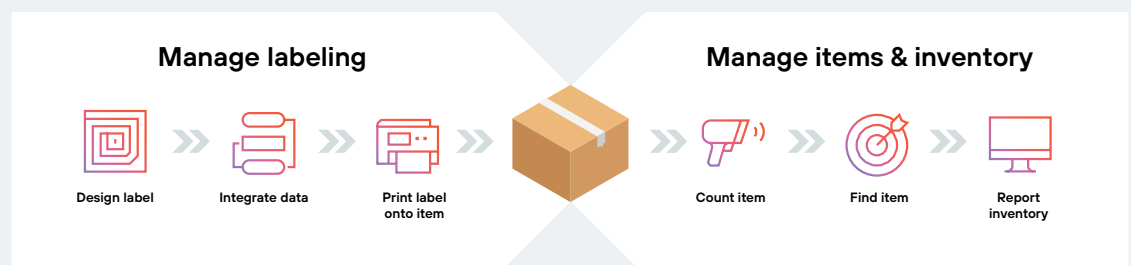 Manage labeling
Design label
Integrate data
Print label
onto item
Manage items & inventory
Count item
Find item
Report
inventory